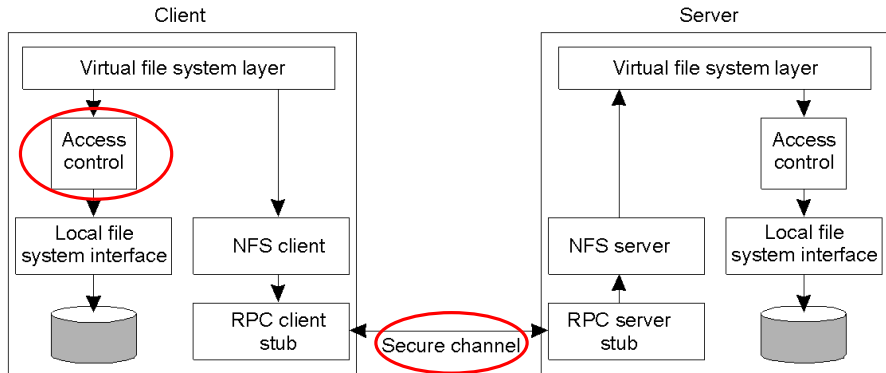 Client
Server
Virtual file system layer
Virtual file system layer
Access
control
Access
control
Local file
system interface
NFS client
NFS server
Local file
system interface
RPC client
stub
Secure channel
RPC server
stub